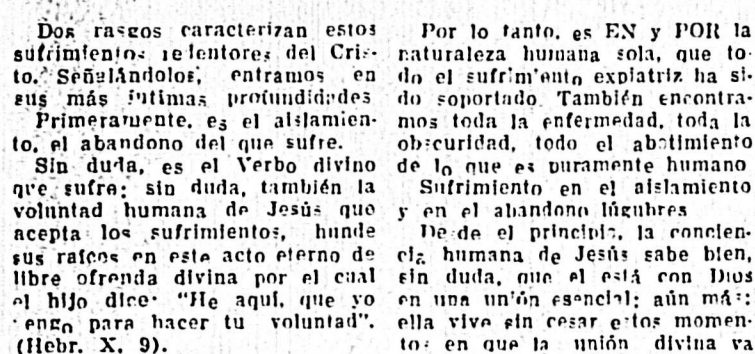 Dos rasgos caracterizan estos
sufrimientos redentores del Cris-
to. Señalándolos, entramos en
sus más íntimas profundidades
Primeramente, es el aislamien-
to, el abandono del que sufre.
Sin duda, es el Verbo divino
que sufre; sin duda, también la
voluntad humana de Jesús que
acepta los sufrimientos, hunde
sus raíces en este acto eterno de
libre ofrenda divina por el cual
el hijo dice: "He aquí, que yo
vengo para hacer tu voluntad".
(Hebr. X. 9).
Por lo tanto, es EN y POR la
naturaleza humana sola, que to-
do el sufrimiento expiatriz ha si-
do soportado. También encontra-
mos toda la enfermedad, toda la
obscuridad, todo el abatimiento
de lo que es puramente humano
Sufrimiento en el aislamiento
y en el abandono lúgubres
Desde el principio, la concien-
cia humana de Jesús sabe bien,
sin duda, que el está con Dios
en una unión esencial; aún más:
ella vive sin cesar estos momen-
tos en que la unión divina va